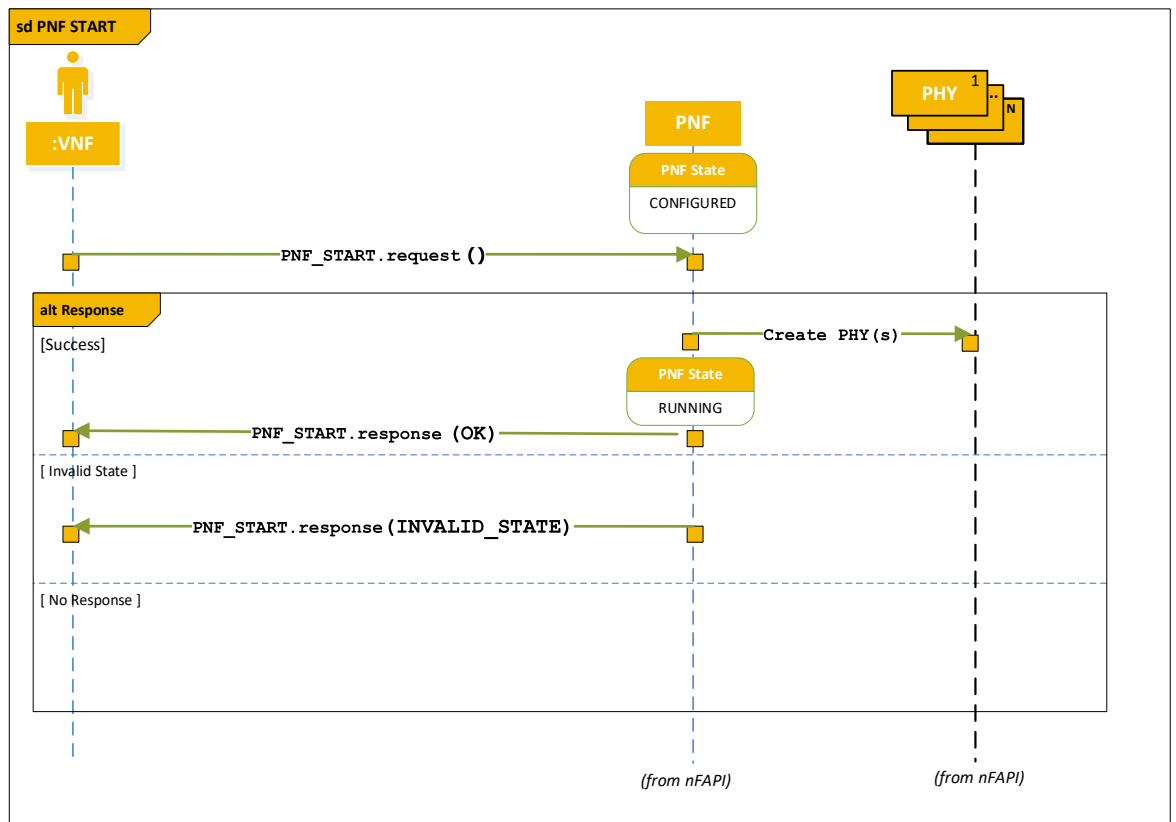 sd PNF START
:VNF
PNF
PHY
1
..
N
PNF State
CONFIGURED
PNF_START.request ()
alt Response
[Success]
Create PHY(s)
PNF State
RUNNING
PNF_START.response (OK)
[ Invalid State ]
PNF_START.response (INVALID_STATE)
[ No Response ]
(from nFAPI)
(from nFAPI)